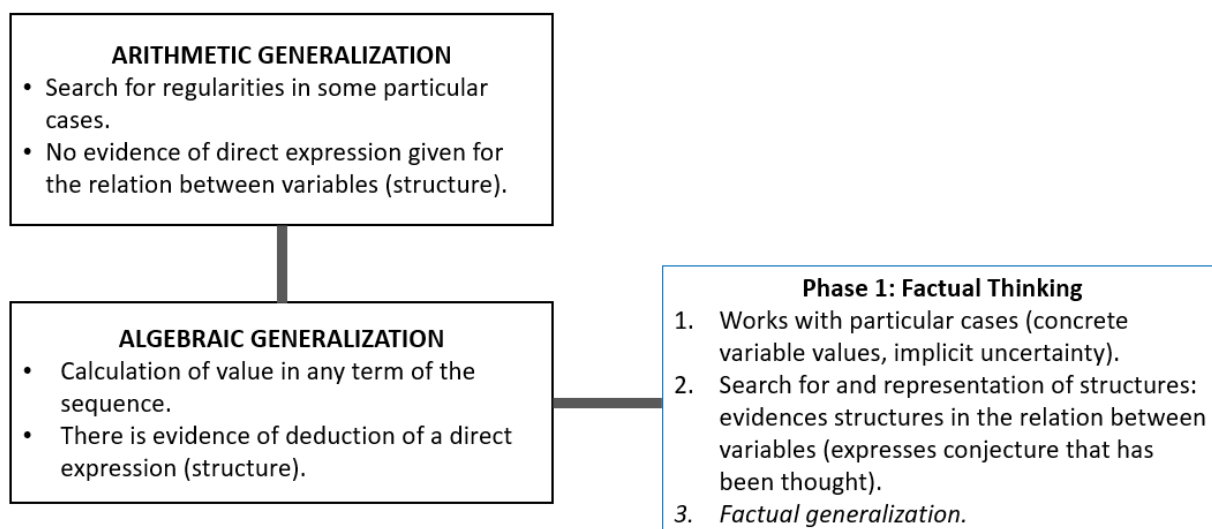 ARITHMETIC GENERALIZATION
• Search for regularities in some particular
cases.
• No evidence of direct expression given for
the relation between variables (structure).
ALGEBRAIC GENERALIZATION
• Calculation of value in any term of the
sequence.
• There is evidence of deduction of a direct
expression (structure).
Phase 1: Factual Thinking
1. Works with particular cases (concrete
variable values, implicit uncertainty).
2. Search for and representation of structures:
evidences structures in the relation between
variables (expresses conjecture that has
been thought).
3. Factual generalization.